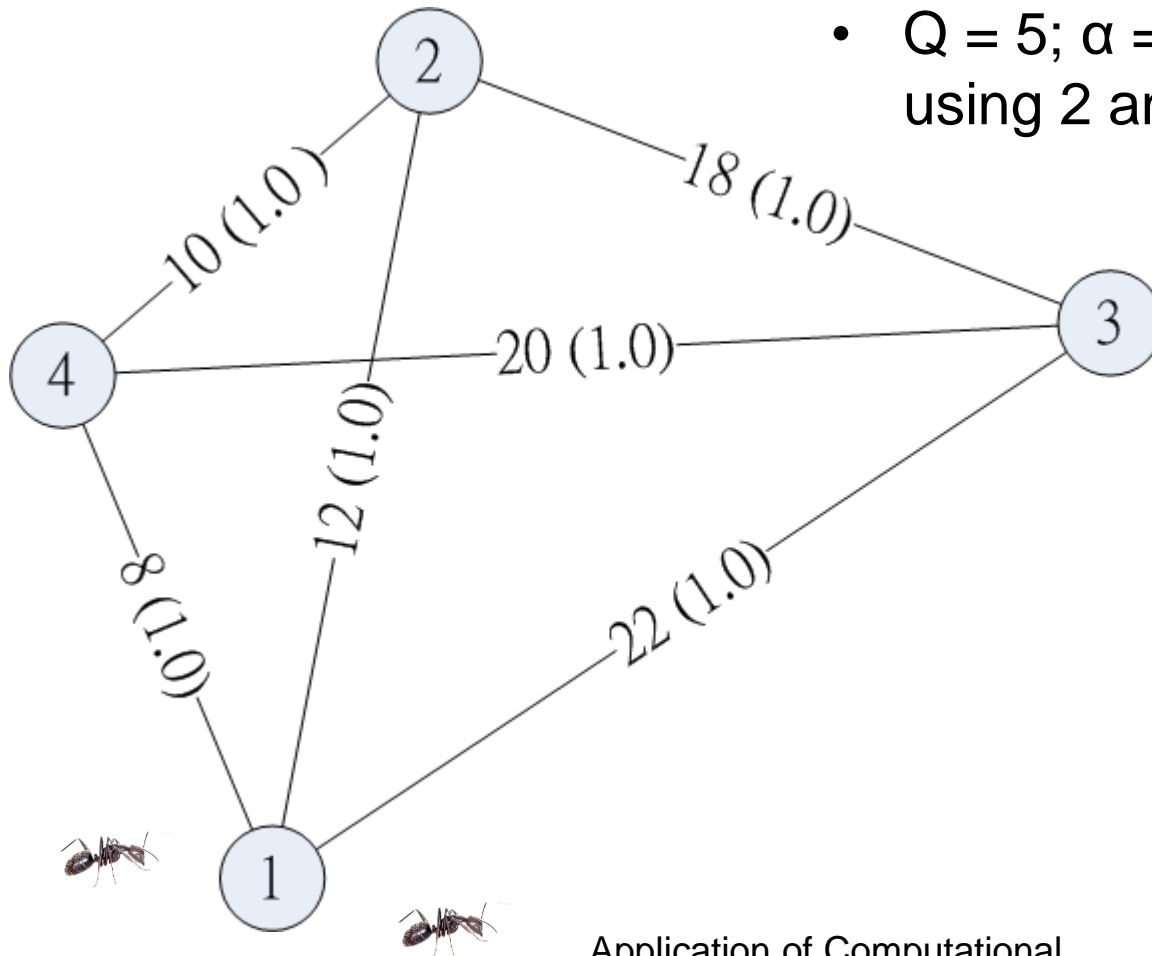 • Q = 5; α =
using 2
2
18 (1.0)
10 (1.0 )
3
20 (1.0)
4
12 (1.0)
8 (1.0)
22 (1.0)
1
Application of Computational